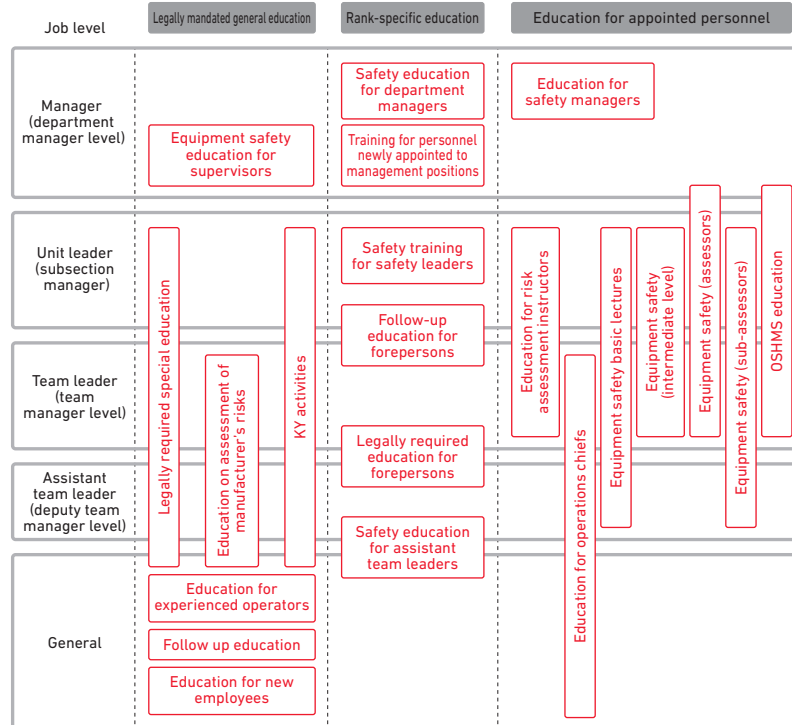 Job level
Legally mandated general education
Rank-specific education
Education for appointed personnel
Manager
(department
manager level)
Equipment safety
education for
supervisors
Safety education
for department
managers
Training for personnel
newly appointed to
management positions
Education for
safety managers
Unit leader
(subsection
manager)
Legally required special education
KY activities
Safety training
for safety leaders
Follow-up
education for
forepersons
Education for risk
assessment instructors
Equipment safety basic lectures
Equipment safety
(intermediate level)
Equipment safety (assessors)
Equipment safety (sub-assessors)
OSHMS education
Team leader
(team
manager level)
Education on assessment of
manufacturer's risks
Legally required
education for
forepersons
Education for operations chiefs
Assistant
team leader
(deputy team
manager level)
Safety education
for assistant
team leaders
General
Education for
experienced operators
Follow up education
Education for new
employees